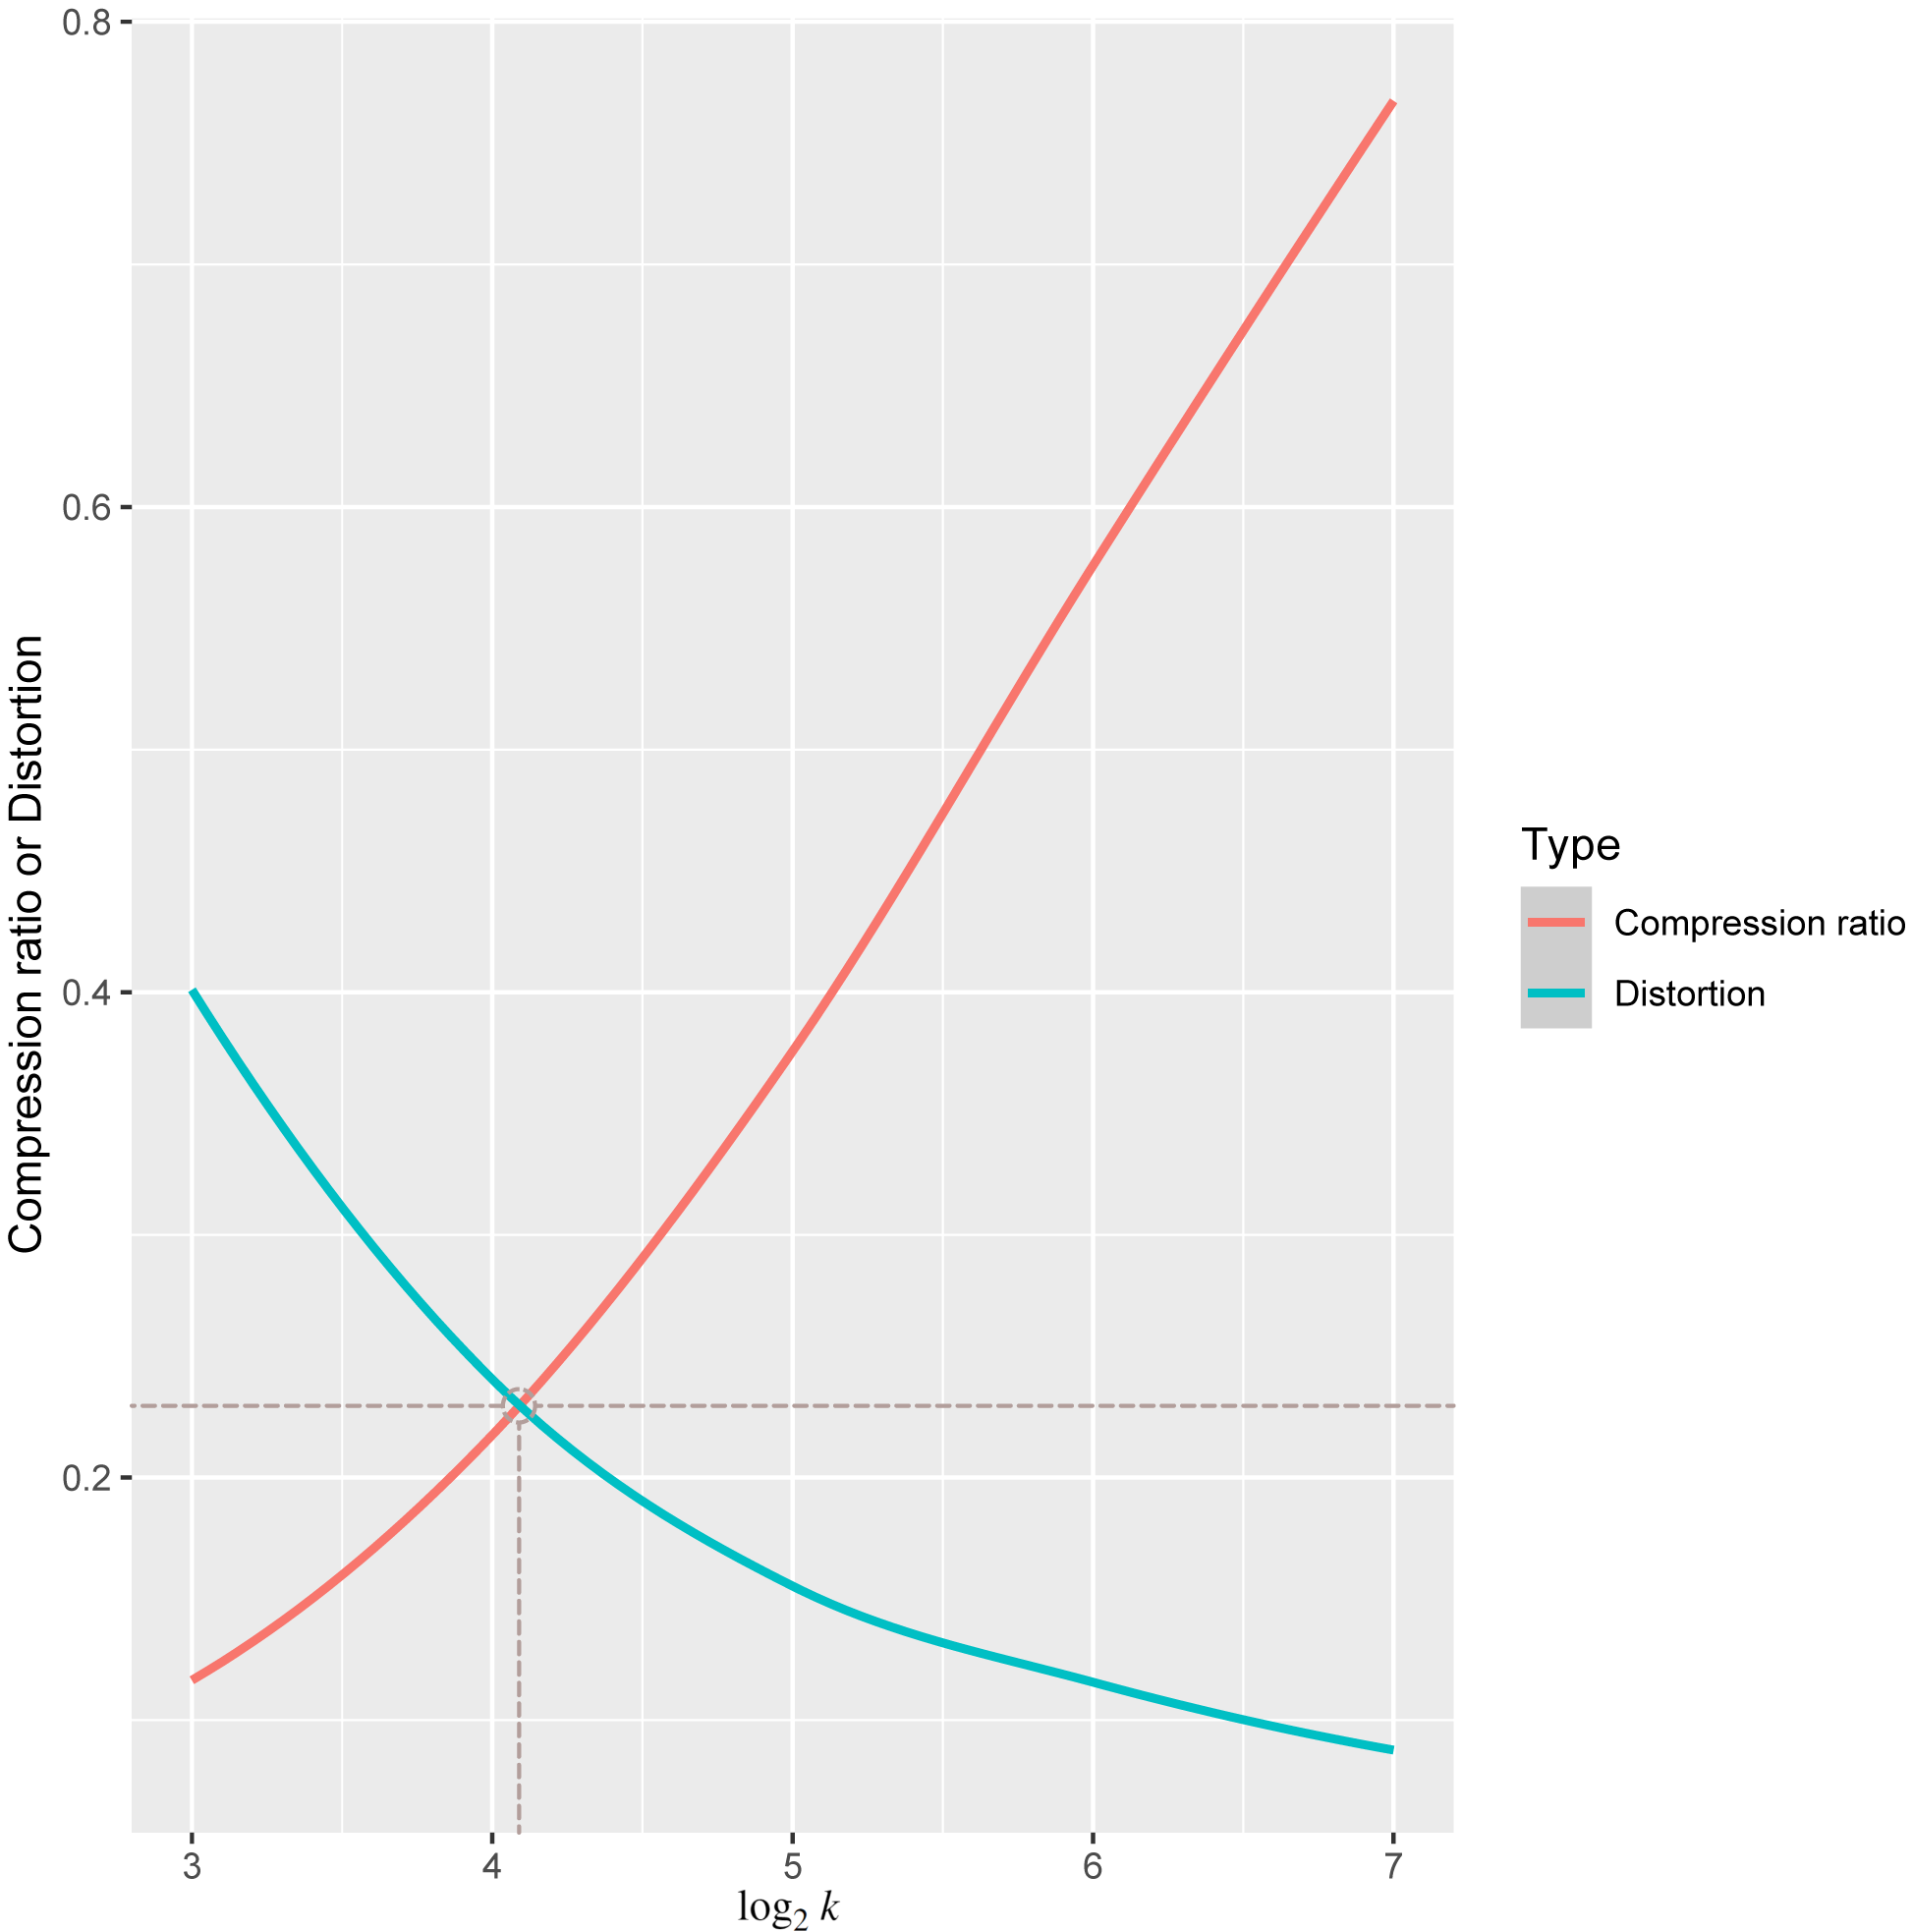 0.8
0.6
0.4
0.2
Compression ratio or Distortion
3 4 5 6 7
log₂ k
Type
Compression ratio
Distortion